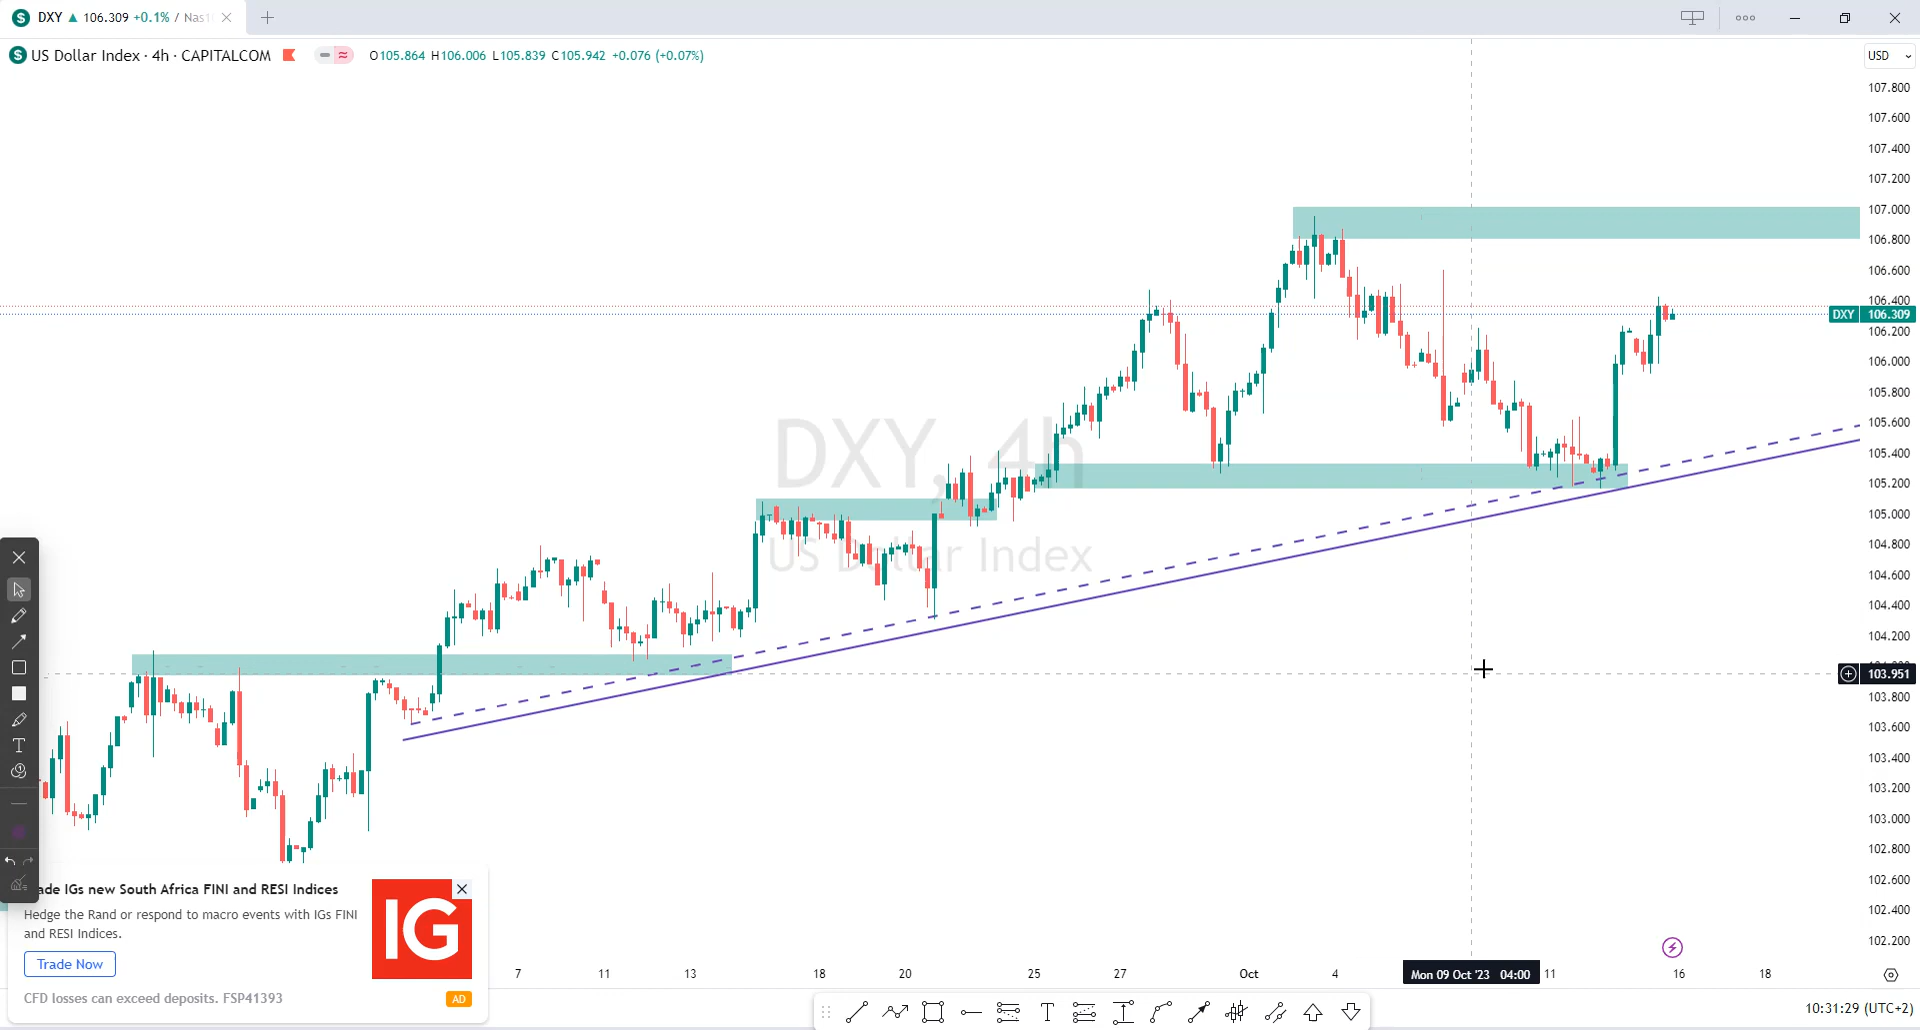 DXY ▲ 106.309 +0.1% / Nas1
US Dollar Index · 4h · CAPITALCOM
O105.864 H106.006 L105.839 C105.942 +0.076 (+0.07%)
USD
107.800
107.600
107.400
107.200
107.000
106.800
106.600
106.400
DXY 106.309
106.200
106.000
105.800
105.600
105.400
105.200
105.000
104.800
104.600
104.400
104.200
103.951
103.800
103.600
103.400
103.200
103.000
102.800
102.600
102.400
102.200
DXY, 4h
US Dollar Index
ade IGs new South Africa FINI and RESI Indices
Hedge the Rand or respond to macro events with IGs FINI
and RESI Indices.
Trade Now
CFD losses can exceed deposits. FSP41393
AD
IG
7 11 13 18 20 25 27 Oct 4 Mon 09 Oct '23 04:00 11 16 18
10:31:29 (UTC+2)